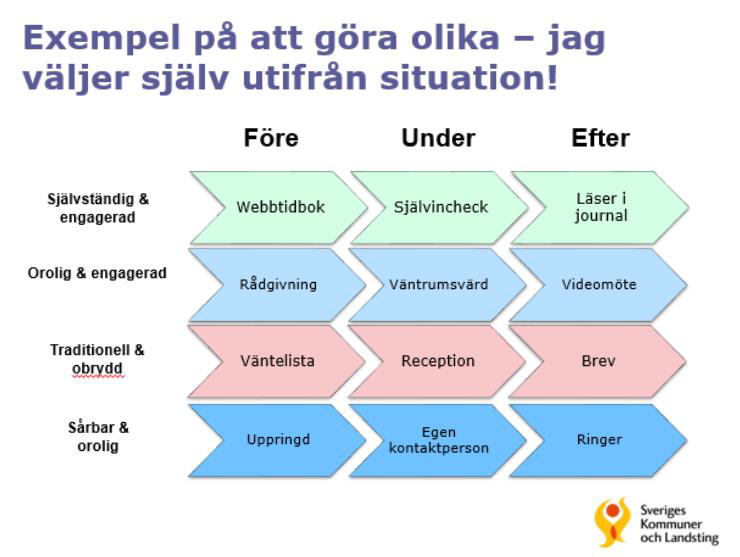 Exempel på att göra olika – jag
väljer själv utifrån situation!
Före Under Efter
Självständig &
engagerad
Webbtidbok
Självincheck
Läser i
journal
Orolig & engagerad
Rådgivning
Väntrumsvärd
Videomöte
Traditionell &
obrydd
Väntelista
Reception
Brev
Sårbar &
orolig
Uppringd
Egen
kontaktperson
Ringer
Sveriges
Kommuner
och Landsting